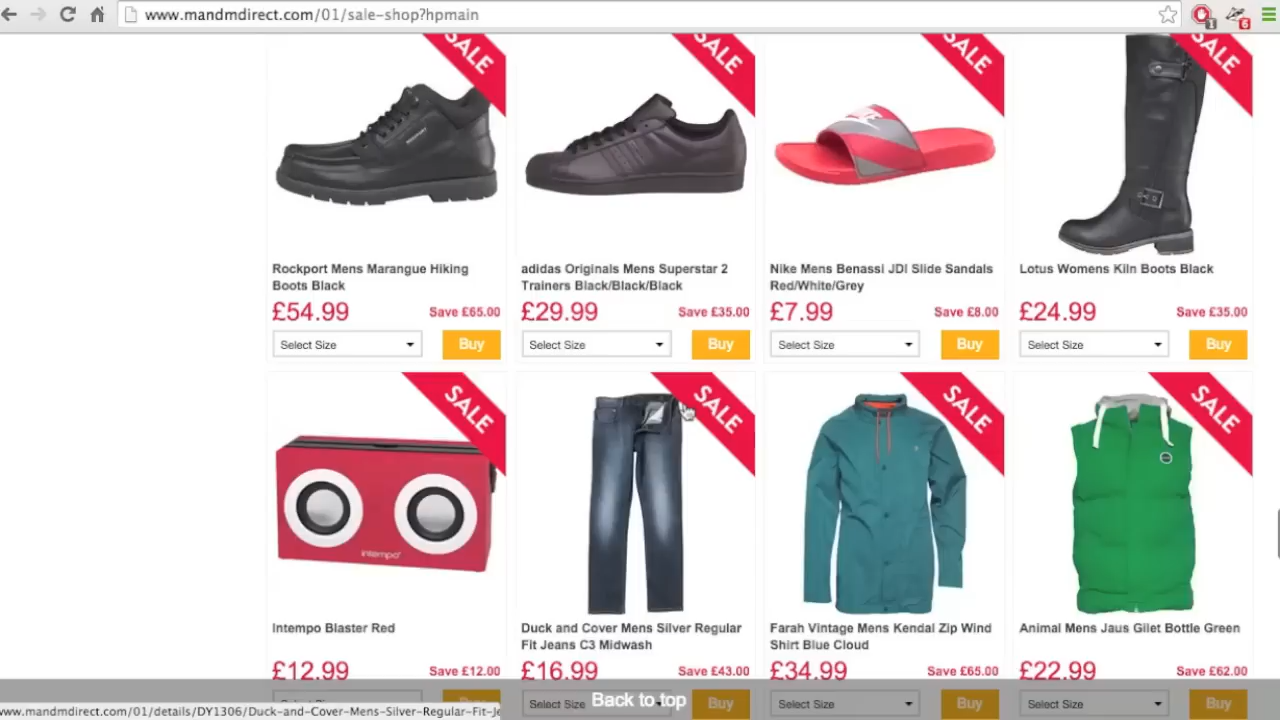 www.mandmdirect.com/01/sale-shop?hpmain
1
6
SALE
SALE
SALE
SALE
Rockport Mens Marangue Hiking
Boots Black
£54.99 Save £65.00
Select Size Buy
adidas Originals Mens Superstar 2
Trainers Black/Black/Black
£29.99 Save £35.00
Select Size Buy
Nike Mens Benassi JDI Slide Sandals
Red/White/Grey
£7.99 Save £8.00
Select Size Buy
Lotus Womens Kiln Boots Black
£24.99 Save £35.00
Select Size Buy
SALE
SALE
SALE
SALE
intempo
Intempo Blaster Red
£12.99 Save £12.00
Select Size Buy
Duck and Cover Mens Silver Regular
Fit Jeans C3 Midwash
£16.99 Save £43.00
Select Size Buy
Farah Vintage Mens Kendal Zip Wind
Shirt Blue Cloud
£34.99 Save £65.00
Select Size Buy
Animal Mens Jaus Gilet Bottle Green
£22.99 Save £62.00
Select Size Buy
Back to top
www.mandmdirect.com/01/details/DY1306/Duck-and-Cover-Mens-Silver-Regular-Fit-Je